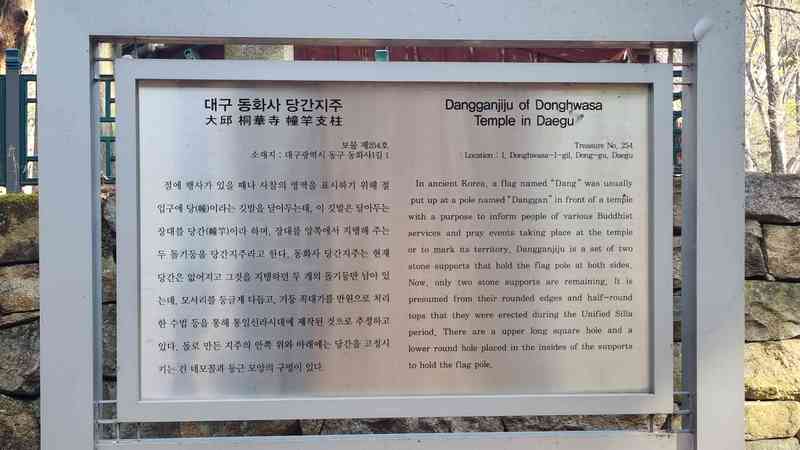 대구 동화사 당간지주
大邱 桐華寺 幢竿支柱
보물 제254호
소재지 : 대구광역시 동구 동화사1길 1
절에 행사가 있을 때나 사찰의 영역을 표시하기 위해 절
입구에 당(幢)이라는 깃발을 달아두는데, 이 깃발은 달아두는
장대를 당간(幢竿)이라 하며, 장대를 양쪽에서 지탱해 주는
두 돌기둥을 당간지주라고 한다. 동화사 당간지주는 현재
당간은 없어지고 그것을 지탱하던 두 개의 돌기둥만 남아 있
는데, 모서리를 둥글게 다듬고, 기둥 꼭대기를 반원으로 처리
한 수법 등을 통해 통일신라시대에 제작된 것으로 추정하고
있다. 돌로 만든 지주의 안쪽 위와 아래에는 당간을 고정시
키는 긴 네모꼴과 둥근 모양의 구멍이 있다.
Dangganjiju of Donghwasa
Temple in Daegu
Treasure No. 254
Location : 1, Donghwasa-1-gil, Dong-gu, Daegu
In ancient Korea, a flag named "Dang" was usually
put up at a pole named "Danggan" in front of a temple
with a purpose to inform people of various Buddhist
services and pray events taking place at the temple
or to mark its territory. Dangganjiju is a set of two
stone supports that hold the flag pole at both sides.
Now, only two stone supports are remaining. It is
presumed from their rounded edges and half-round
tops that they were erected during the Unified Silla
period. There are a upper long square hole and a
lower round hole placed in the insides of the supports
to hold the flag pole.